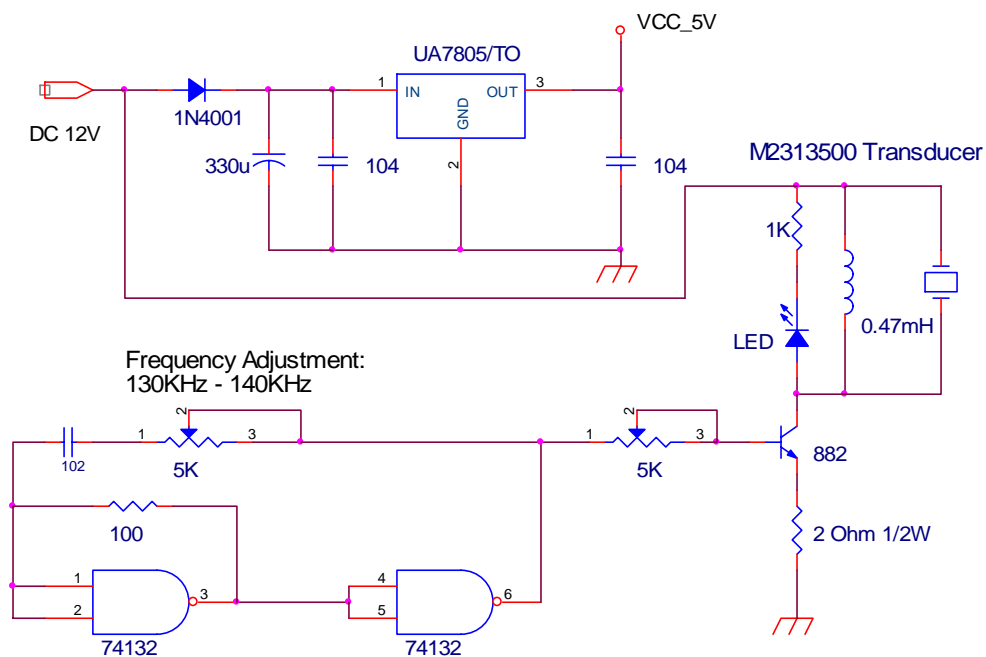 VCC_5V
UA7805/TO
1
IN
OUT
3
GND
2
1N4001
DC 12V
330u
104
104
M2313500 Transducer
1K
LED
0.47mH
Frequency Adjustment:
130KHz - 140KHz
2
1
3
5K
102
2
1
3
5K
882
100
2 Ohm 1/2W
1
2
3
74132
4
5
6
74132